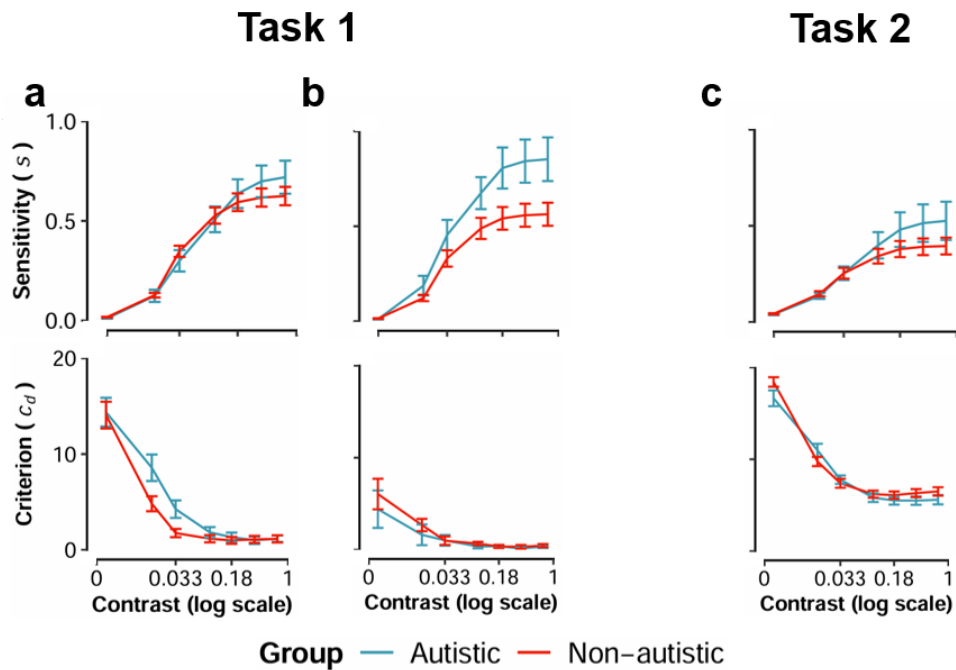 Task 1
Task 2
a
b
c
Sensitivity ( s )
1.0
0.5
0.0
Criterion ( cd )
20
10
0
0 0.033 0.18 1
Contrast (log scale)
0 0.033 0.18 1
Contrast (log scale)
0 0.033 0.18 1
Contrast (log scale)
Group Autistic Non-autistic